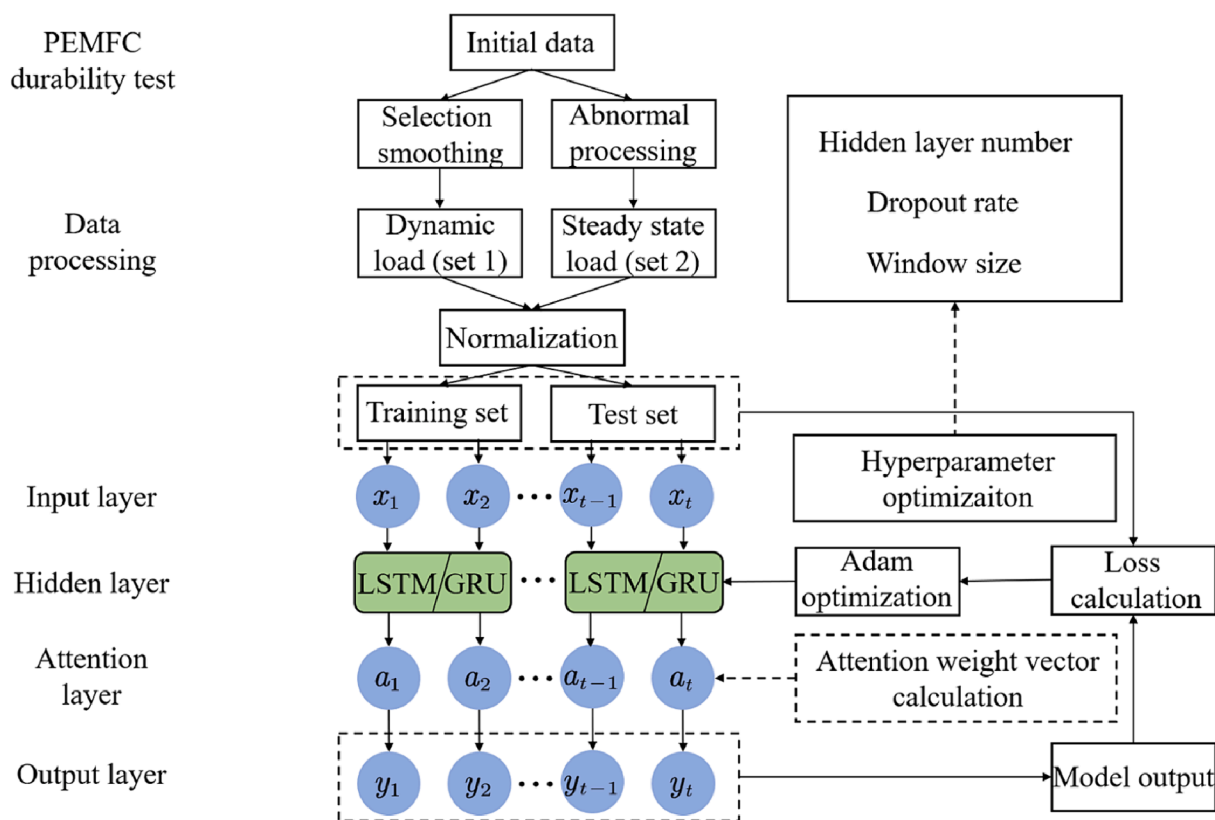 PEMFC
durability test
Initial data
Selection
smoothing
Abnormal
processing
Hidden layer number
Dropout rate
Window size
Data
processing
Dynamic
load (set 1)
Steady state
load (set 2)
Normalization
Training set
Test set
Hyperparameter
optimizaiton
Input layer
x₁
x₂
···
xₜ₋₁
xₜ
Hidden layer
LSTM/GRU
···
LSTM/GRU
Adam
optimization
Loss
calculation
Attention
layer
a₁
a₂
···
aₜ₋₁
aₜ
Attention weight vector
calculation
Output layer
y₁
y₂
···
yₜ₋₁
yₜ
Model output